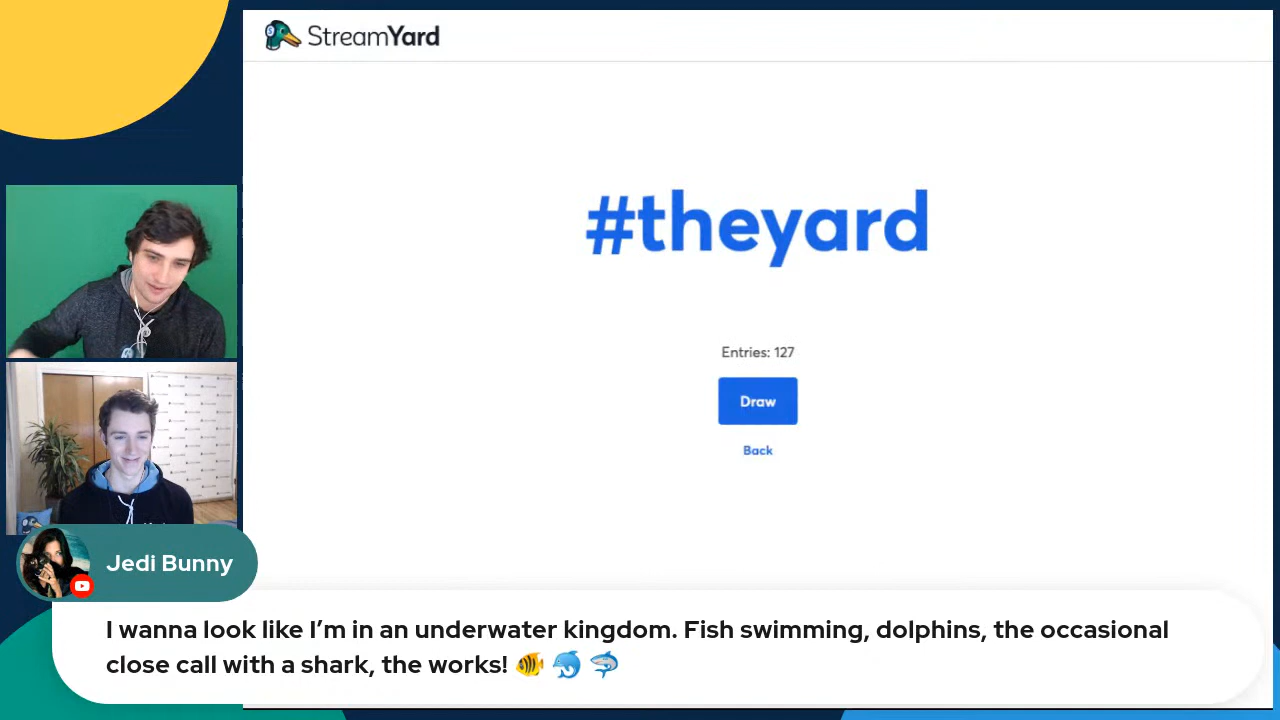 StreamYard
#theyard
Entries: 127
Draw
Back
Jedi Bunny
I wanna look like I’m in an underwater kingdom. Fish swimming, dolphins, the occasional
close call with a shark, the works! 🐠 🐬 🦈